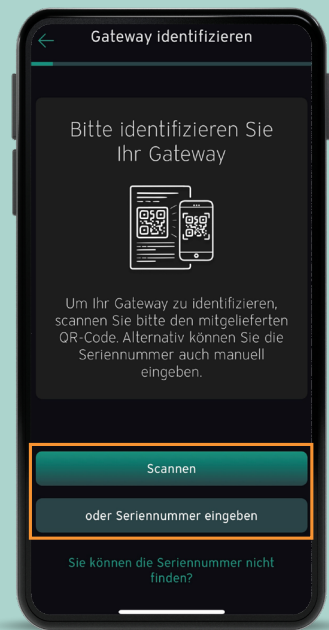 Gateway identifizieren
Bitte identifizieren Sie
Ihr Gateway
Um Ihr Gateway zu identifizieren,
scannen Sie bitte den mitgelieferten
QR-Code. Alternativ können Sie die
Seriennummer auch manuell
eingeben.
Scannen
oder Seriennummer eingeben
Sie können die Seriennummer nicht
finden?